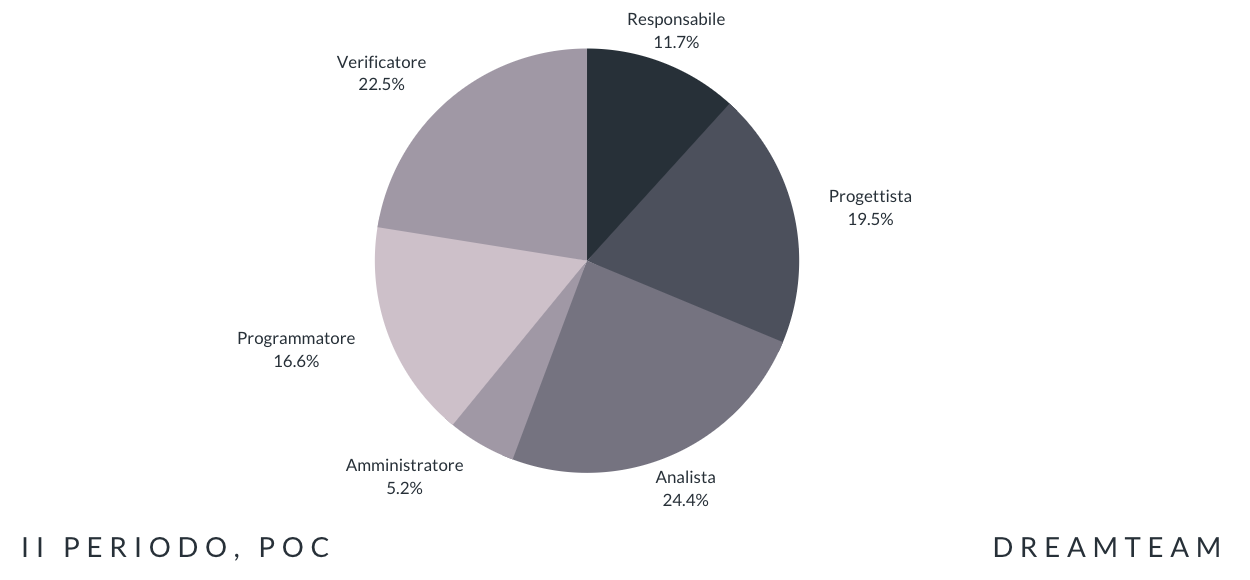 Responsabile
11.7%
Verificatore
22.5%
Progettista
19.5%
Programmatore
16.6%
Amministratore
5.2%
Analista
24.4%
II PERIODO, POC
DREAMTEAM